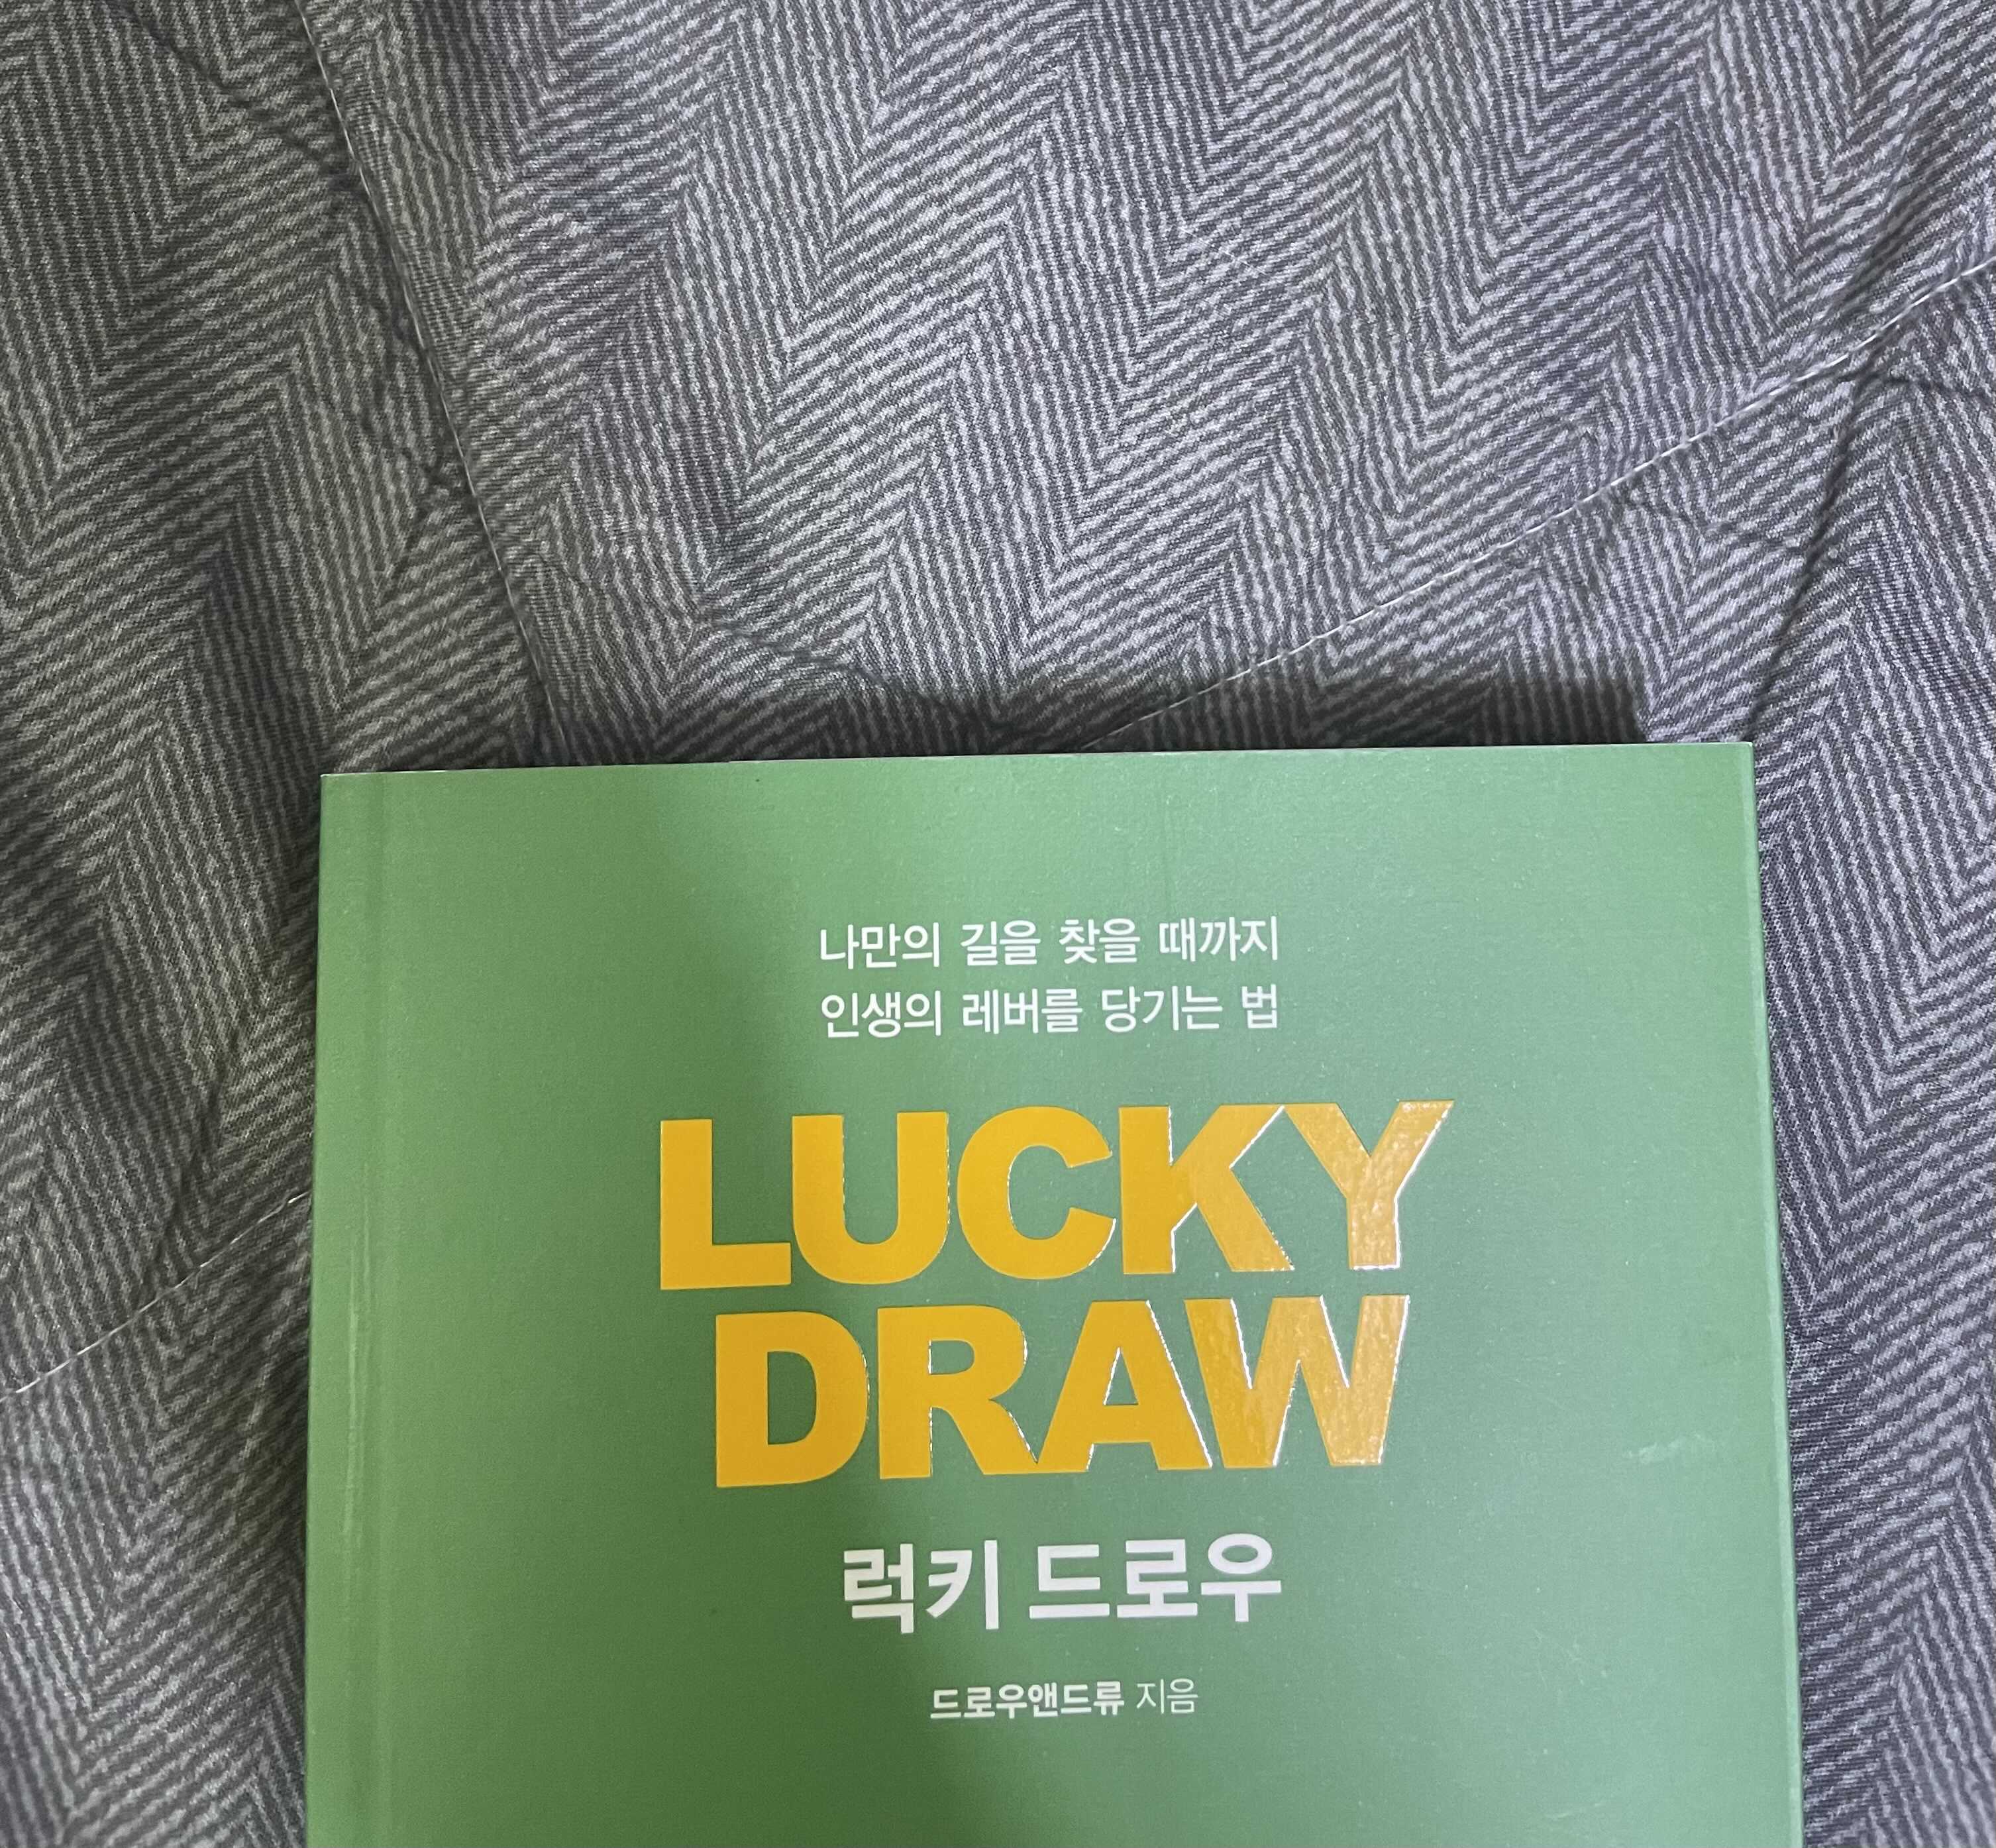 나만의 길을 찾을 때까지
인생의 레버를 당기는 법
LUCKY
DRAW
럭키 드로우
드로우앤드류 지음